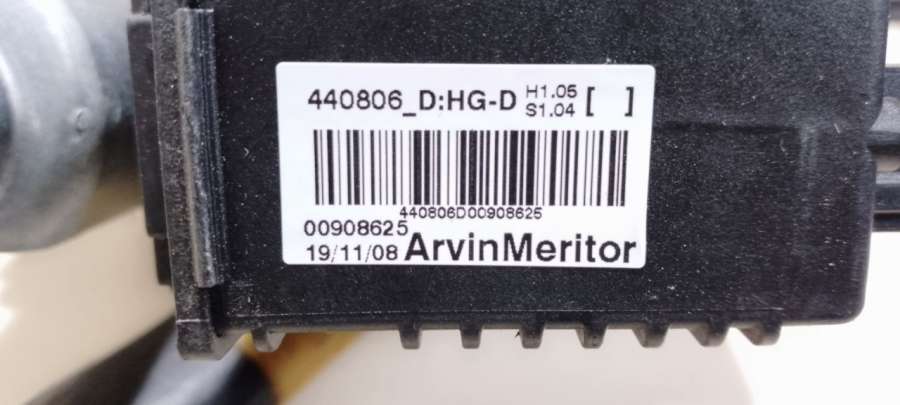 440806_D:HG-D H1.05 [ ]
S1.04
440806D00908625
00908625
19/11/08 ArvinMeritor